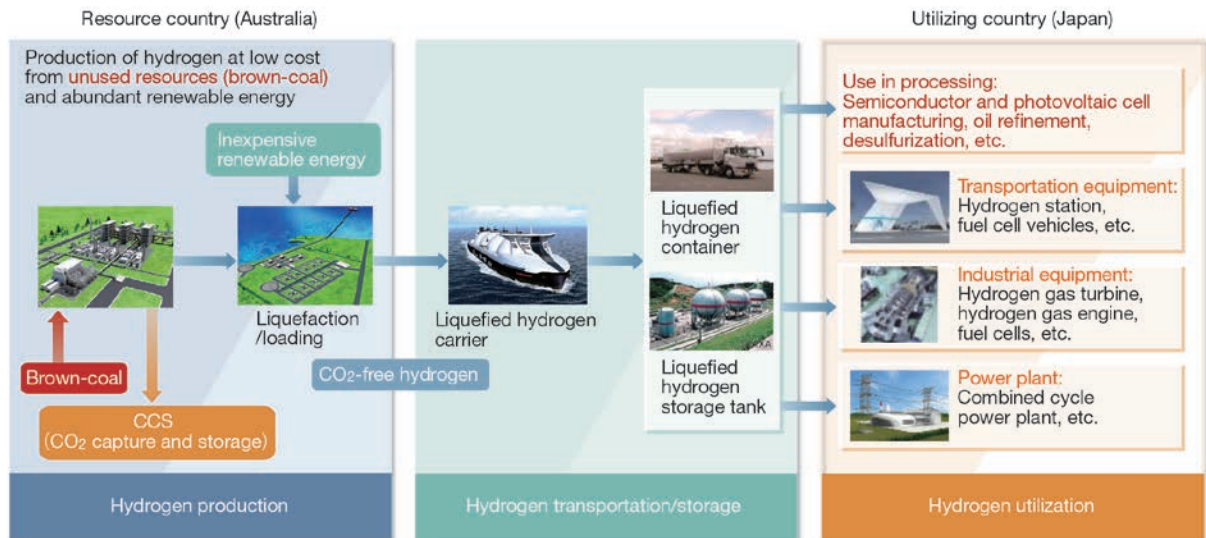 Resource country (Australia)
Production of hydrogen at low cost
from unused resources (brown-coal)
and abundant renewable energy
Inexpensive
renewable energy
Liquefaction
/loading
Brown-coal
CCS
(CO₂ capture and storage)
CO₂-free hydrogen
Hydrogen production
Liquefied hydrogen
carrier
Liquefied
hydrogen
container
Liquefied
hydrogen
storage tank
Hydrogen transportation/storage
Utilizing country (Japan)
Use in processing:
Semiconductor and photovoltaic cell
manufacturing, oil refinement,
desulfurization, etc.
Transportation equipment:
Hydrogen station,
fuel cell vehicles, etc.
Industrial equipment:
Hydrogen gas turbine,
hydrogen gas engine,
fuel cells, etc.
Power plant:
Combined cycle
power plant, etc.
Hydrogen utilization